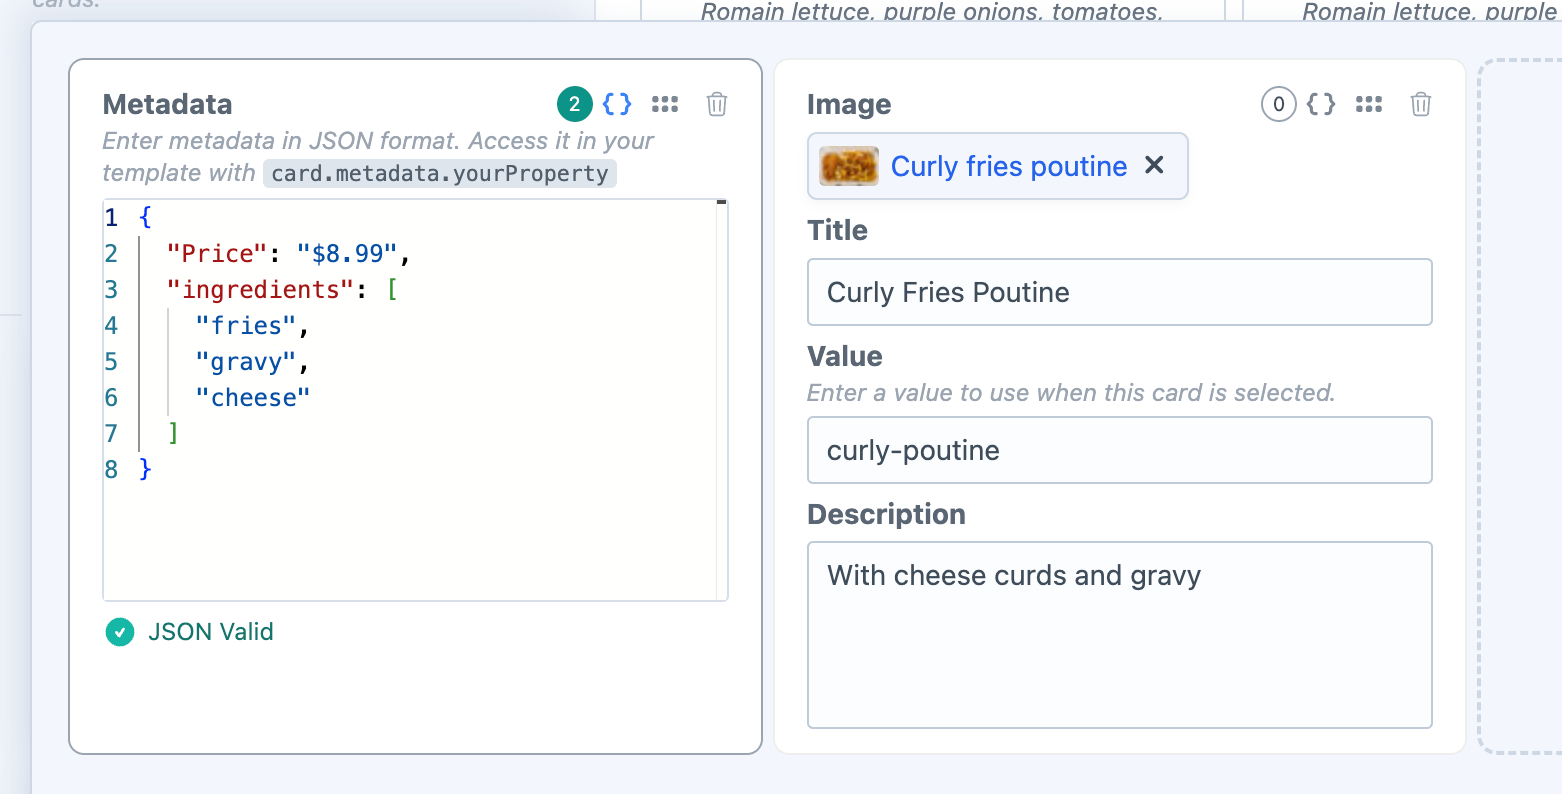 cards.
Romain lettuce, purple onions, tomatoes,
Romain lettuce, purple
Metadata
2
Enter metadata in JSON format. Access it in your
template with card.metadata.yourProperty
1 {
2 "Price": "$8.99",
3 "ingredients": [
4 "fries",
5 "gravy",
6 "cheese"
7 ]
8 }
JSON Valid
Image
0
Curly fries poutine
Title
Curly Fries Poutine
Value
Enter a value to use when this card is selected.
curly-poutine
Description
With cheese curds and gravy